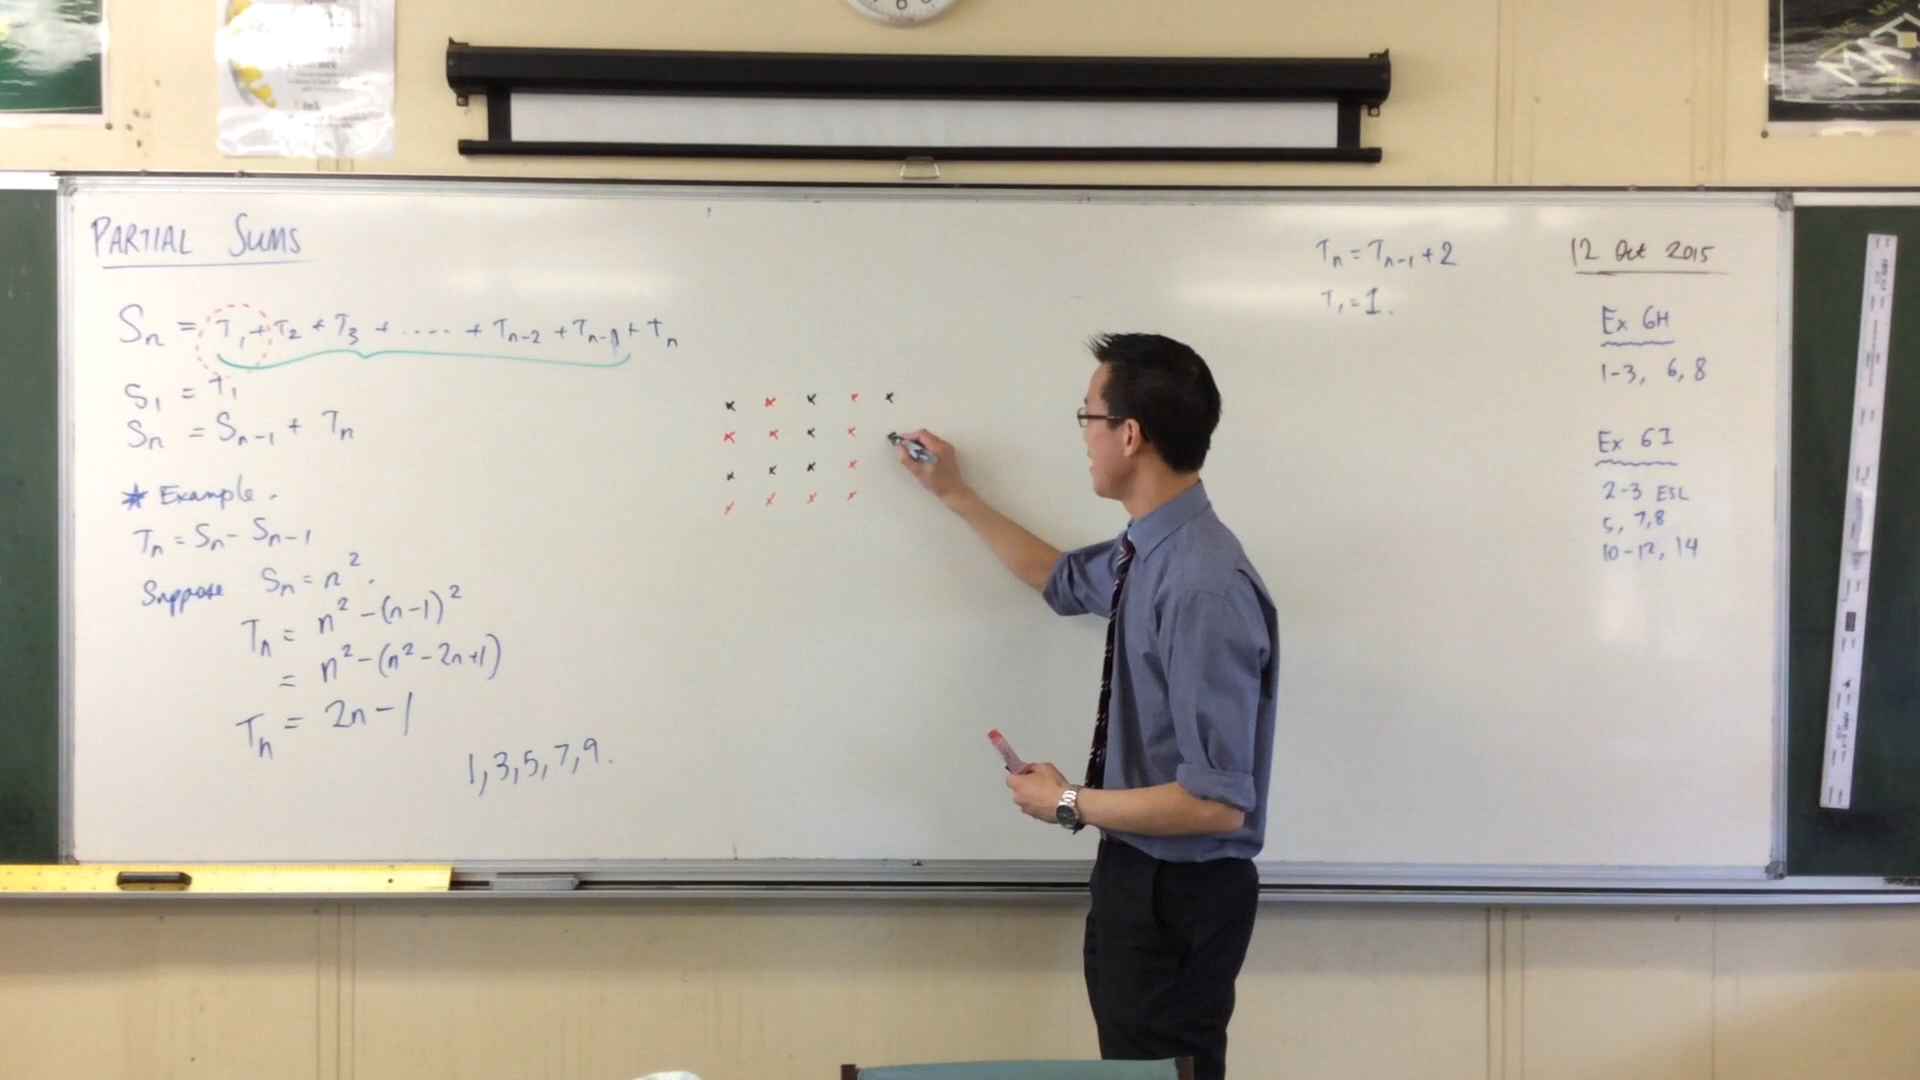 PARTIAL SUMS
Sn = T1 + T2 + T3 + ..... + Tn-2 + Tn-1 + Tn
S1 = T1
Sn = Sn-1 + Tn
* Example.
Tn = Sn - Sn-1
Suppose Sn = n².
Tn = n² - (n-1)²
= n² - (n² - 2n + 1)
Tn = 2n - 1
1, 3, 5, 7, 9.
Tn = Tn-1 + 2
T1 = 1.
12 Oct 2015
Ex 6H
1-3, 6, 8
Ex 6I
2-3 ESL
5, 7, 8
10-12, 14